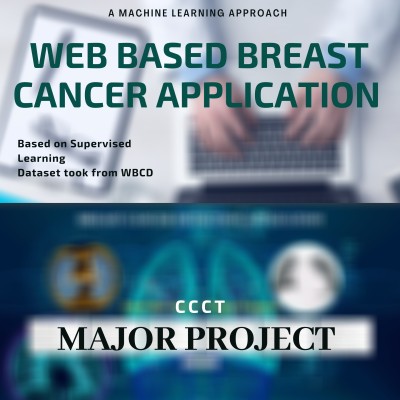 A MACHINE LEARNING APPROACH
WEB BASED BREAST
CANCER APPLICATION
Based on Supervised
Learning
Dataset took from WBCD
CCCT
MAJOR PROJECT